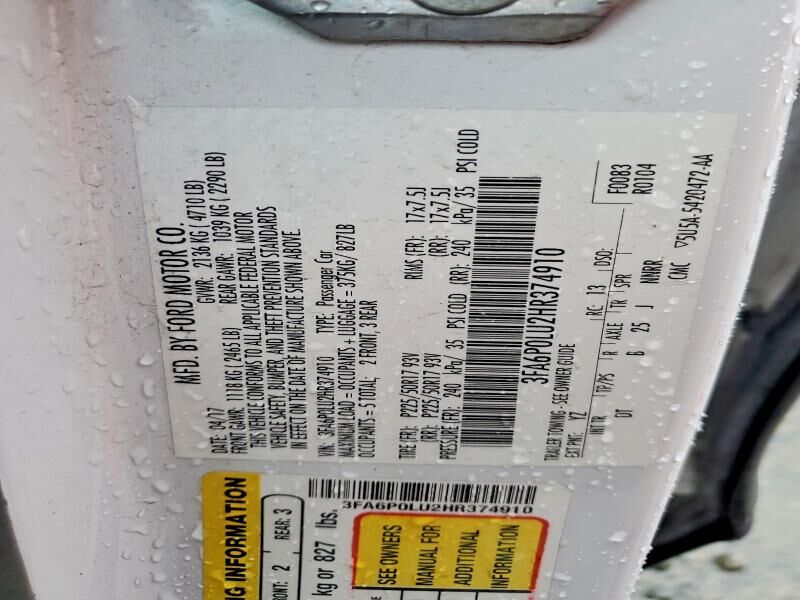 MFD. BY FORD MOTOR CO.
DATE: 04/17 GVWR: 2136 KG ( 4710 LB)
FRONT GAWR: 1118 KG ( 2465 LB) REAR GAWR: 1039 KG ( 2290 LB)
THIS VEHICLE CONFORMS TO ALL APPLICABLE FEDERAL MOTOR
VEHICLE SAFETY, BUMPER, AND THEFT PREVENTION STANDARDS
IN EFFECT ON THE DATE OF MANUFACTURE SHOWN ABOVE.
VIN: 3FA6P0LU2HR374910 TYPE: Passenger Car
MAXIMUM LOAD = OCCUPANTS + LUGGAGE = 375KG/ 827LB
OCCUPANTS = 5 TOTAL: 2 FRONT, 3 REAR
TIRE (FR): P225/50R17 93V RIMS (FR): 17x7.5J
(RR): P225/50R17 93V (RR): 17x7.5J
PRESSURE (FR): 240 kPa/ 35 PSI COLD (RR): 240 kPa/ 35 PSI COLD
3FA6P0LU2HR374910
TRAILER TOWING - SEE OWNER GUIDE
EXT PNT: YZ RC: 13 DSO: F0083
R0104
INT TR TP/PS R AXLE TR SPR
DT B 25 J NNRR.
CMC ▽5U5A-5420472-AA
NG INFORMATION
RONT: 2 REAR: 3
kg or 827 lbs.
3FA6P0LU2HR374910
SEE OWNERS
MANUAL FOR
ADDITIONAL
INFORMATION